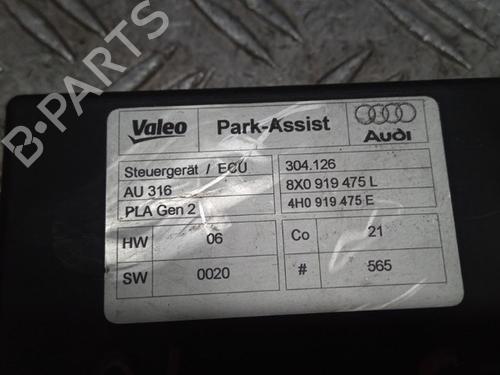 B-PARTS
Valeo Park-Assist Audi
Steuergerät / ECU 304.126
AU 316 8X0 919 475 L
PLA Gen 2 4H0 919 475 E
HW 06 Co 21
SW 0020 # 565